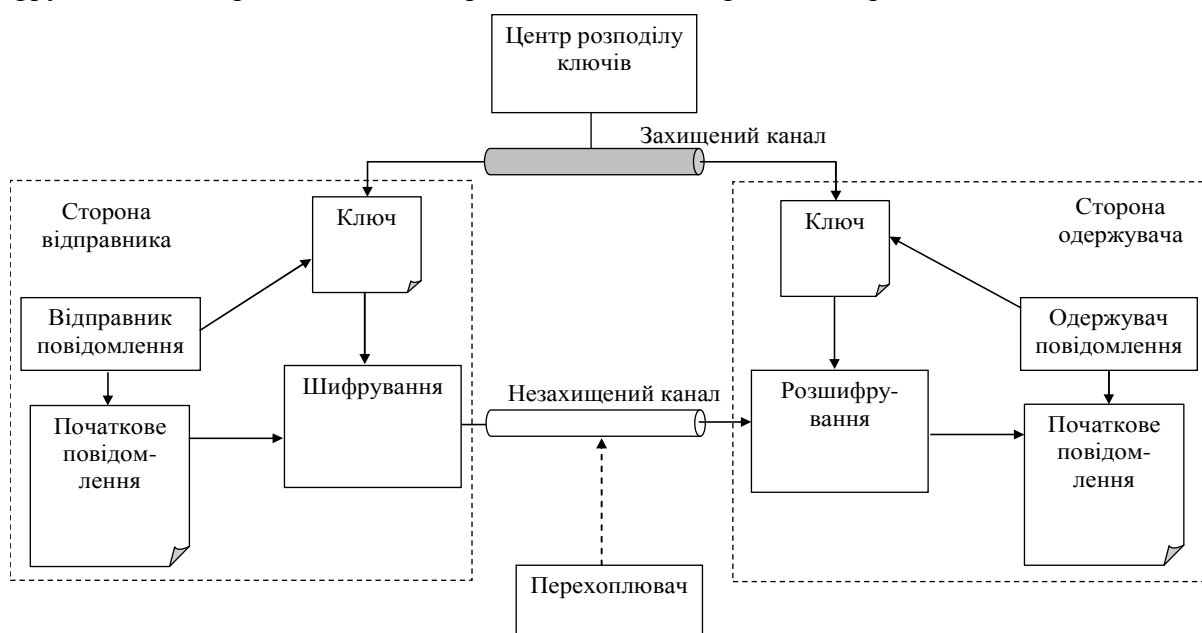 Центр розподілу
ключів
Захищений канал
Сторона
відправника
Ключ
Ключ
Сторона
одержувача
Відправник
повідомлення
Одержувач
повідомлення
Шифрування
Незахищений канал
Розшифру-
вання
Початкове
повідом-
лення
Початкове
повідом-
лення
Перехоплювач